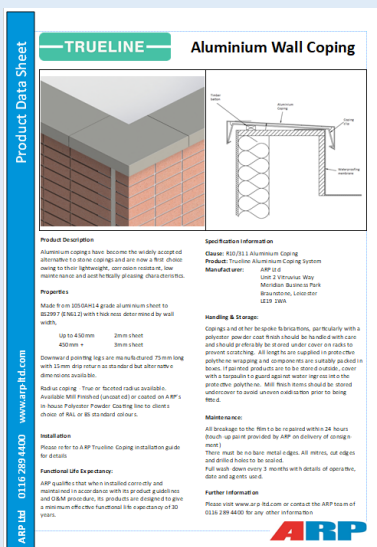 Product Data Sheet
TRUELINE
Aluminium Wall Coping
Timber
batten
Aluminium
coping
Coping
clip
Waterproofing
membrane
Product Description
Aluminium copings have become the widely accepted
alternative to stone copings and are now a first choice
owing to their lightweight, corrosion resistant, low
maintenance and aesthetically pleasing characteristics.
Properties
Made from 1050AH14 grade aluminium sheet to
BS2997 (EN612) with thickness determined by wall
width,
Up to 450mm 2mm sheet
450mm + 3mm sheet
Downward pointing legs are manufactured 75mm long
with 15mm drip return as standard but alternative
dimensions available.
Radius coping - True or faceted radius available.
Available Mill Finished (uncoated) or coated on ARP's
in house Polyester Powder Coating line to clients
choice of RAL or BS standard colours.
Installation
Please refer to ARP Trueline Coping installation guide
for details
Functional Life Expectancy:
ARP qualifies that when installed correctly and
maintained in accordance with its product guidelines
and O&M procedure, its products are designed to give
a minimum effective functional life expectancy of 30
years.
Specification Information
Clause: R10/311 Aluminium Coping
Product: Trueline Aluminium Coping System
Manufacturer: ARP Ltd
Unit 2 Vitruvius Way
Meridian Business Park
Braunstone, Leicester
LE19 1WA
Handling & Storage:
Copings and other bespoke fabrications, particularly with a
polyester powder coat finish should be handled with care
and should preferably be stored under cover on racks to
prevent scratching. All lengths are supplied in protective
polythene wrapping and components are suitably packed in
boxes. If painted products are to be stored outside, cover
with a tarpaulin to guard against water ingress into the
protective polythene. Mill finish items should be stored
undercover to avoid uneven oxidisation prior to being
fitted.
Maintenance:
All breakage to the film to be repaired within 24 hours
(touch up paint provided by ARP on delivery of consign-
ment)
There must be no bare metal edges. All mitres, cut edges
and drilled holes to be sealed.
Full wash down every 3 months with details of operative,
date and agents used.
Further Information
Please visit www.arp-ltd.com or contact the ARP team of
0116 289 4400 for any other information
ARP Ltd 0116 289 4400 www.arp-ltd.com
ARP